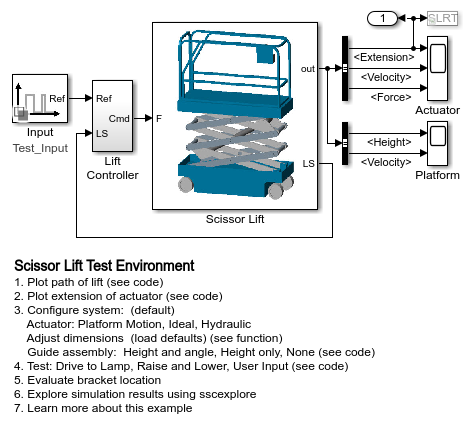 1
SLRT
<Extension>
out
<Velocity>
<Force>
Actuator
Ref
Ref
Cmd
F
LS
Input
Test_Input
Lift
Controller
<Height>
LS
<Velocity>
Platform
Scissor Lift
Scissor Lift Test Environment
1. Plot path of lift (see code)
2. Plot extension of actuator (see code)
3. Configure system:  (default)
Actuator: Platform Motion, Ideal, Hydraulic
Adjust dimensions  (load defaults) (see function)
Guide assembly:  Height and angle, Height only, None (see code)
4. Test: Drive to Lamp, Raise and Lower, User Input (see code)
5. Evaluate bracket location
6. Explore simulation results using sscexplore
7. Learn more about this example